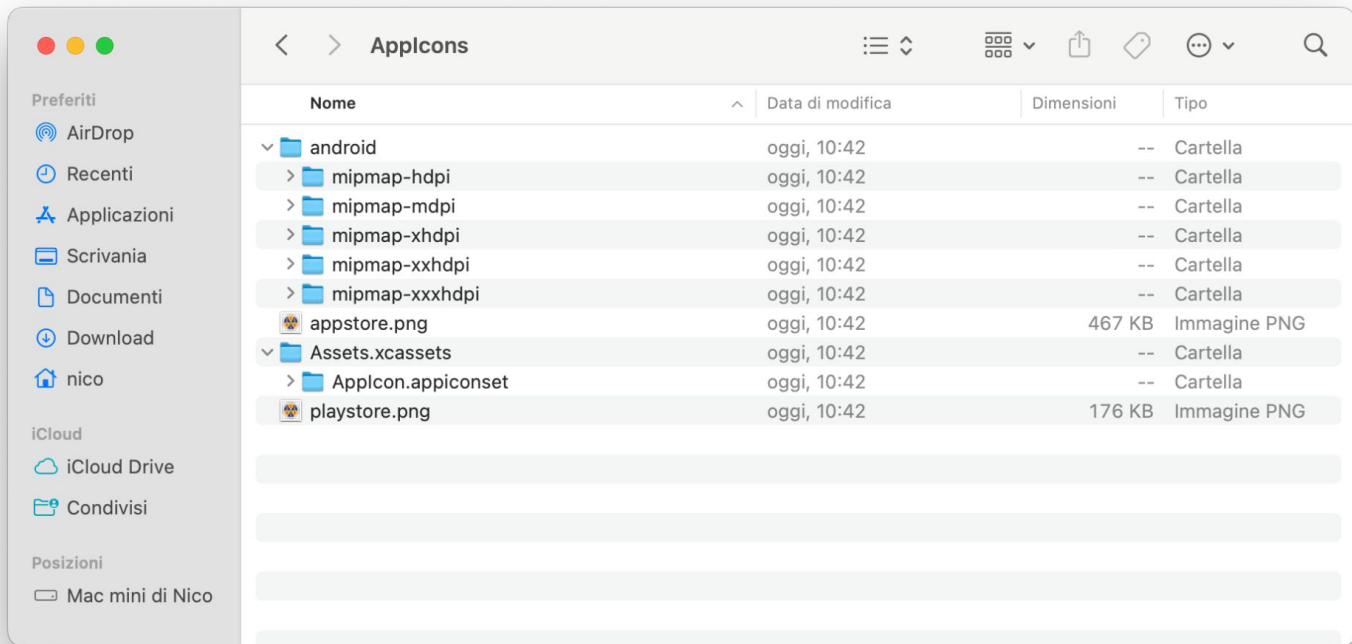 AppIcons
Preferiti
AirDrop
Recenti
Applicazioni
Scrivania
Documenti
Download
nico
iCloud
iCloud Drive
Condivisi
Posizioni
Mac mini di Nico
Nome Data di modifica Dimensioni Tipo
android oggi, 10:42 -- Cartella
mipmap-hdpi oggi, 10:42 -- Cartella
mipmap-mdpi oggi, 10:42 -- Cartella
mipmap-xhdpi oggi, 10:42 -- Cartella
mipmap-xxhdpi oggi, 10:42 -- Cartella
mipmap-xxxhdpi oggi, 10:42 -- Cartella
appstore.png oggi, 10:42 467 KB Immagine PNG
Assets.xcassets oggi, 10:42 -- Cartella
AppIcon.appiconset oggi, 10:42 -- Cartella
playstore.png oggi, 10:42 176 KB Immagine PNG